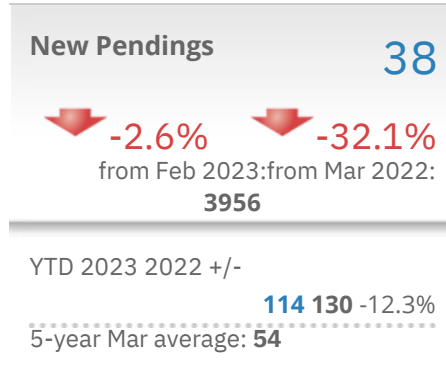 New Pendings
38
-2.6% -32.1%
from Feb 2023:from Mar 2022:
3956
YTD 2023 2022 +/-
114 130 -12.3%
5-year Mar average: 54